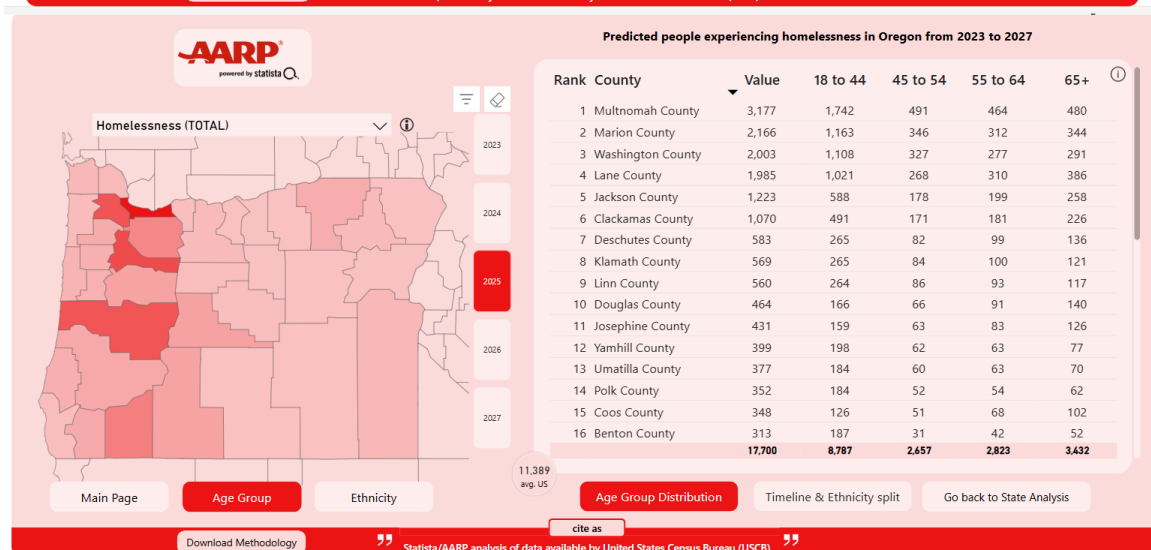 AARP®
powered by statista
Predicted people experiencing homelessness in Oregon from 2023 to 2027
Homelessness (TOTAL)
2023
2024
2025
2026
2027
Rank County Value 18 to 44 45 to 54 55 to 64 65+
1 Multnomah County 3,177 1,742 491 464 480
2 Marion County 2,166 1,163 346 312 344
3 Washington County 2,003 1,108 327 277 291
4 Lane County 1,985 1,021 268 310 386
5 Jackson County 1,223 588 178 199 258
6 Clackamas County 1,070 491 171 181 226
7 Deschutes County 583 265 82 99 136
8 Klamath County 569 265 84 100 121
9 Linn County 560 264 86 93 117
10 Douglas County 464 166 66 91 140
11 Josephine County 431 159 63 83 126
12 Yamhill County 399 198 62 63 77
13 Umatilla County 377 184 60 63 70
14 Polk County 352 184 52 54 62
15 Coos County 348 126 51 68 102
16 Benton County 313 187 31 42 52
17,700 8,787 2,657 2,823 3,432
11,389
avg. US
Main Page Age Group Ethnicity
Age Group Distribution Timeline & Ethnicity split Go back to State Analysis
cite as
Download Methodology
Statista/AARP analysis of data available by United States Census Bureau (USCB)